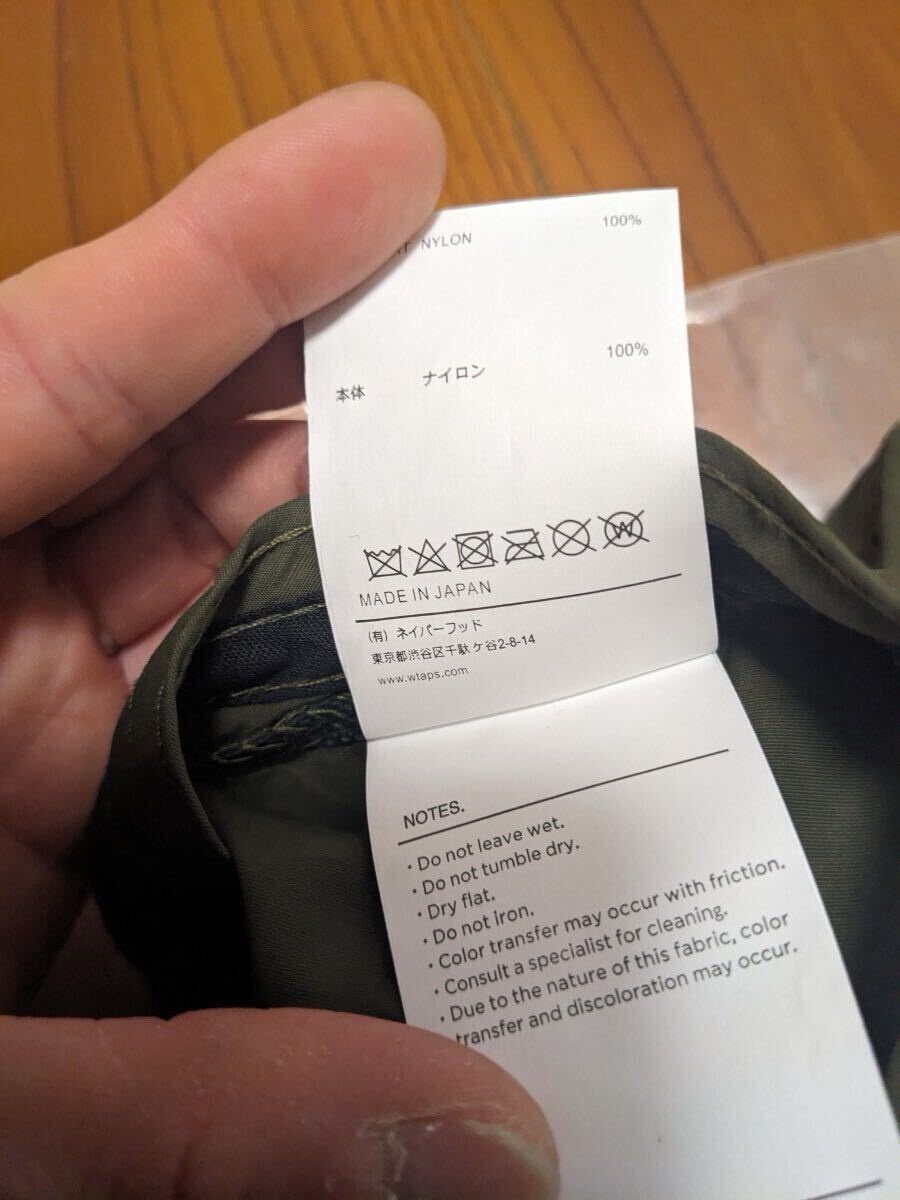 NYLON 100%
本体 ナイロン 100%
MADE IN JAPAN
(有) ネイバーフッド
東京都渋谷区千駄ケ谷2-8-14
www.wtaps.com
NOTES.
・Do not leave wet.
・Do not tumble dry.
・Dry flat.
・Do not Iron.
・Color transfer may occur with friction.
・Consult a specialist for cleaning.
・Due to the nature of this fabric, color
transfer and discoloration may occur.